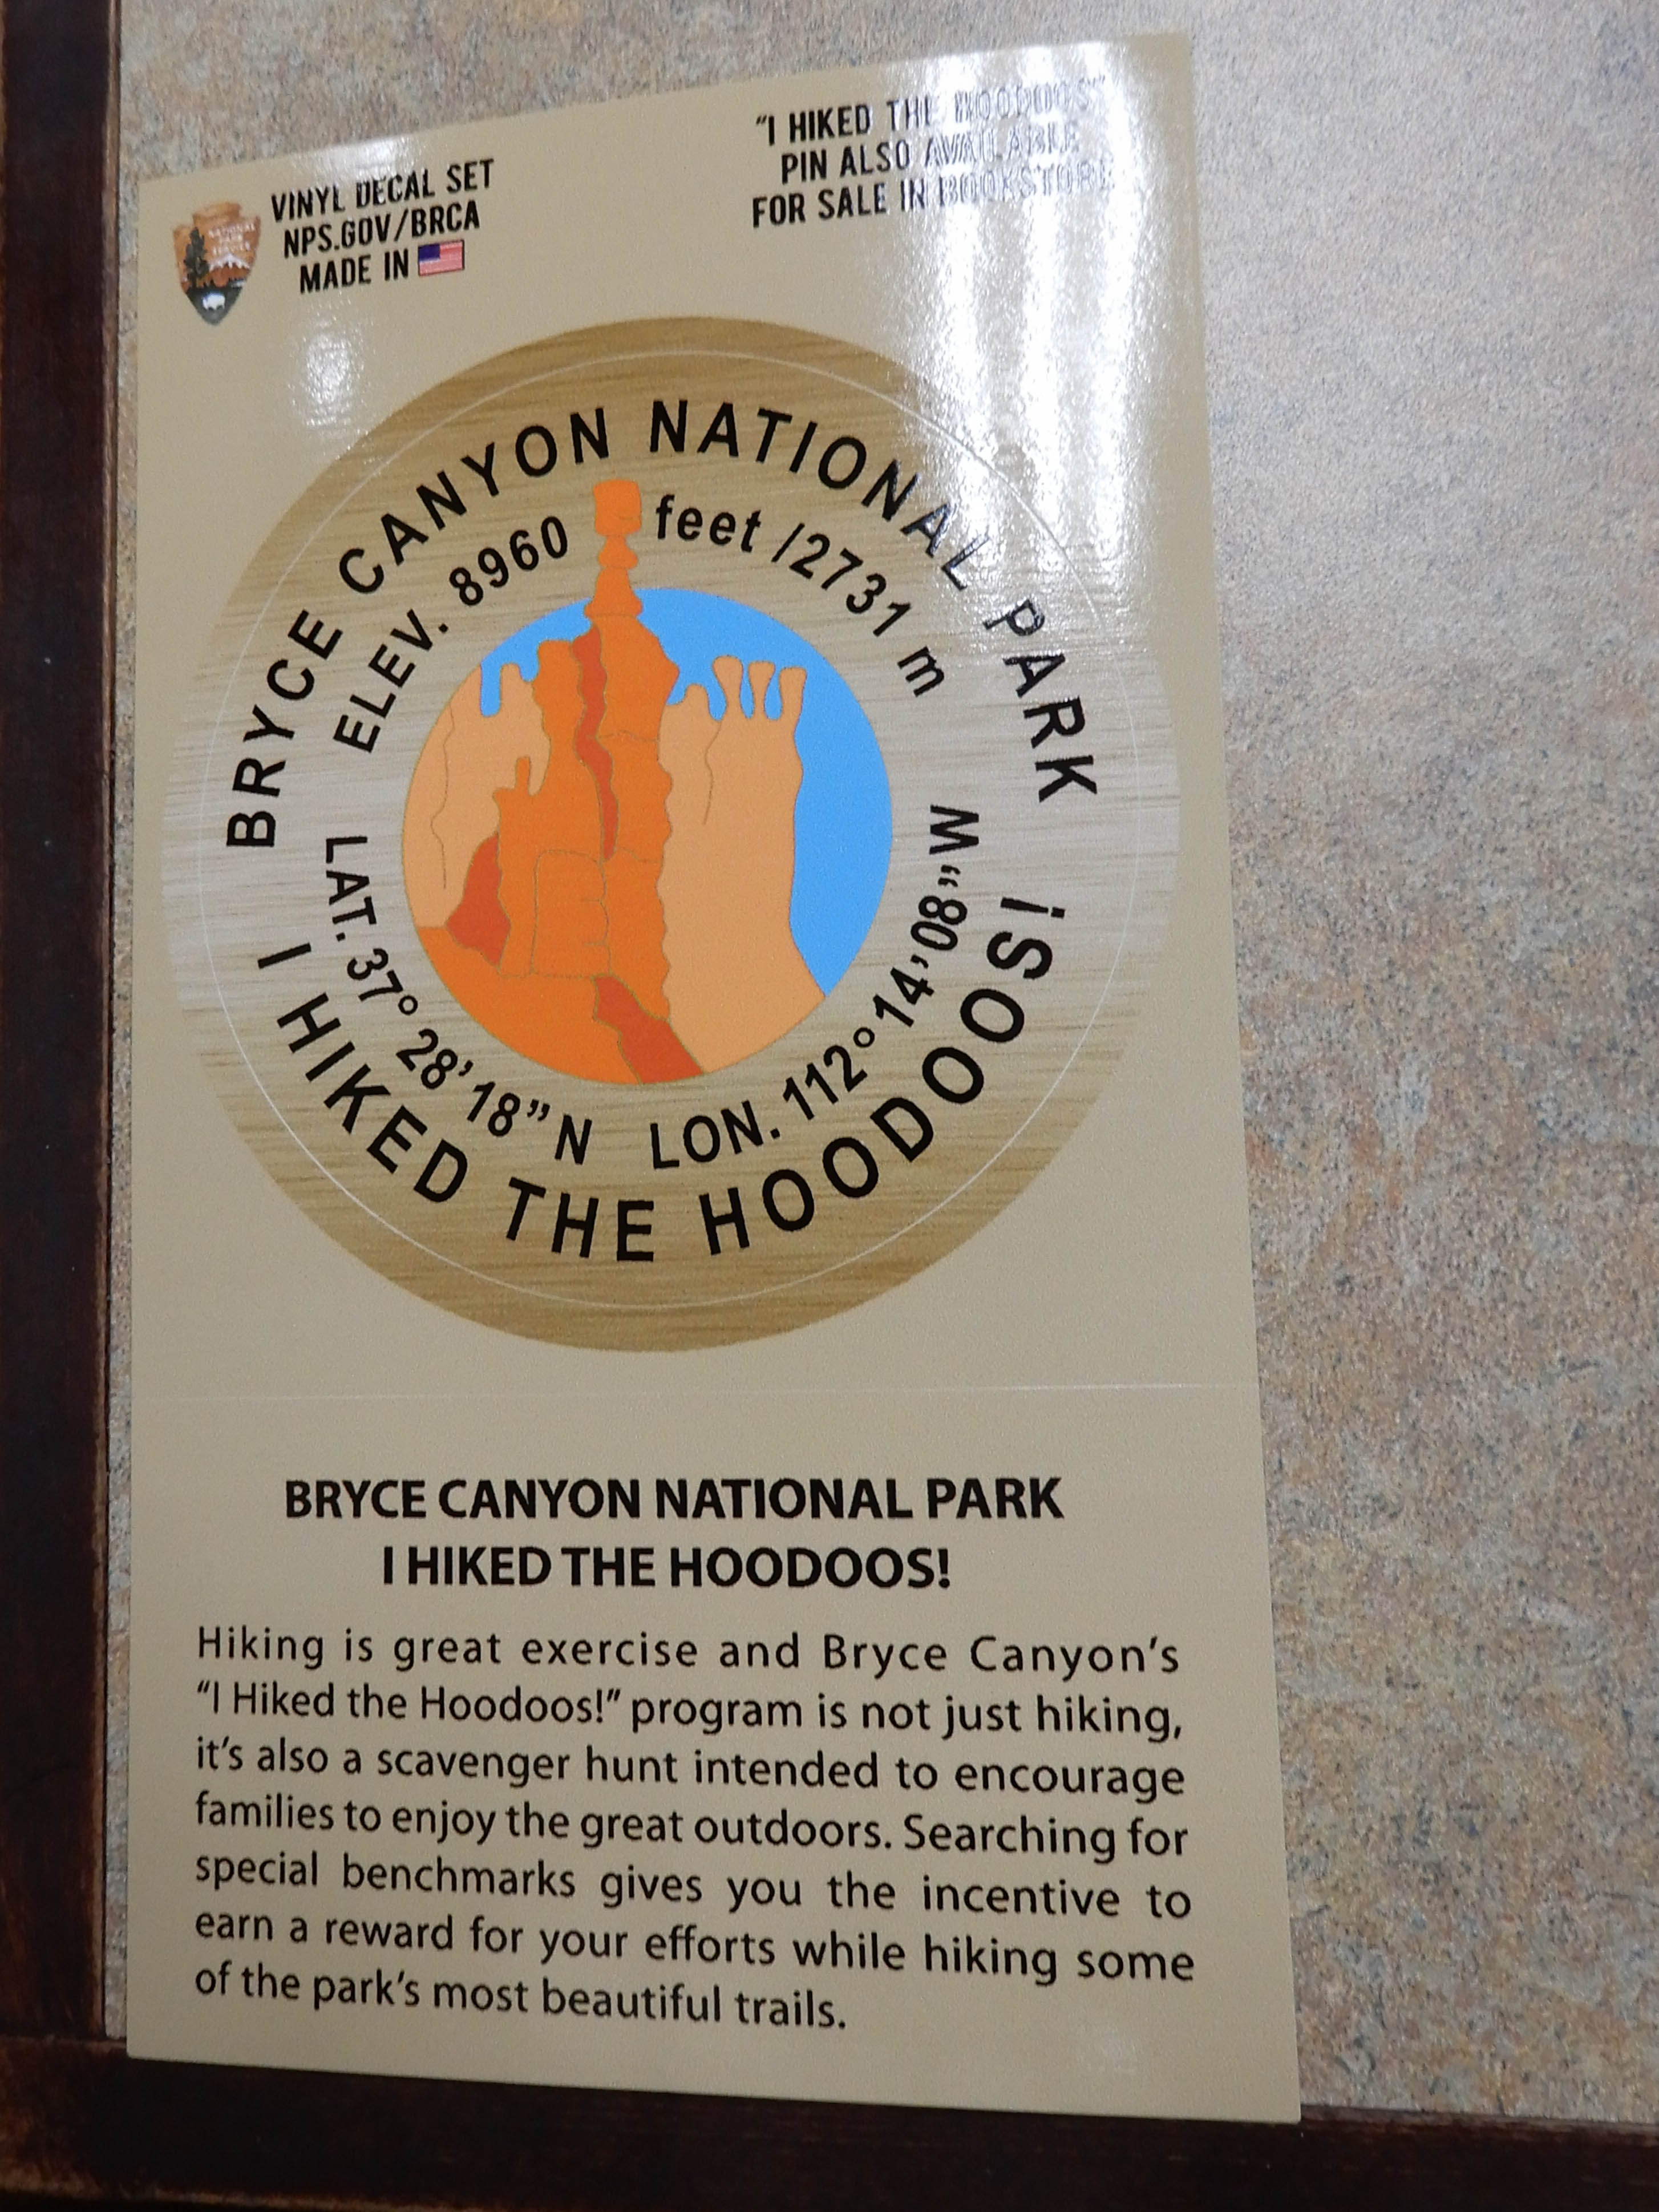 VINYL DECAL SET
NPS.GOV/BRCA
MADE IN
"I HIKED THE HOODOOS"
PIN ALSO AVAILABLE
FOR SALE IN BOOKSTORE
NATIONAL
PARK
SERVICE
BRYCE CANYON NATIONAL PARK
ELEV. 8960 feet /2731 m
LAT. 37° 28’ 18” N LON. 112° 14’ 08” W
I HIKED THE HOODOOS!
BRYCE CANYON NATIONAL PARK
I HIKED THE HOODOOS!
Hiking is great exercise and Bryce Canyon’s
“I Hiked the Hoodoos!” program is not just hiking,
it’s also a scavenger hunt intended to encourage
families to enjoy the great outdoors. Searching for
special benchmarks gives you the incentive to
earn a reward for your efforts while hiking some
of the park’s most beautiful trails.